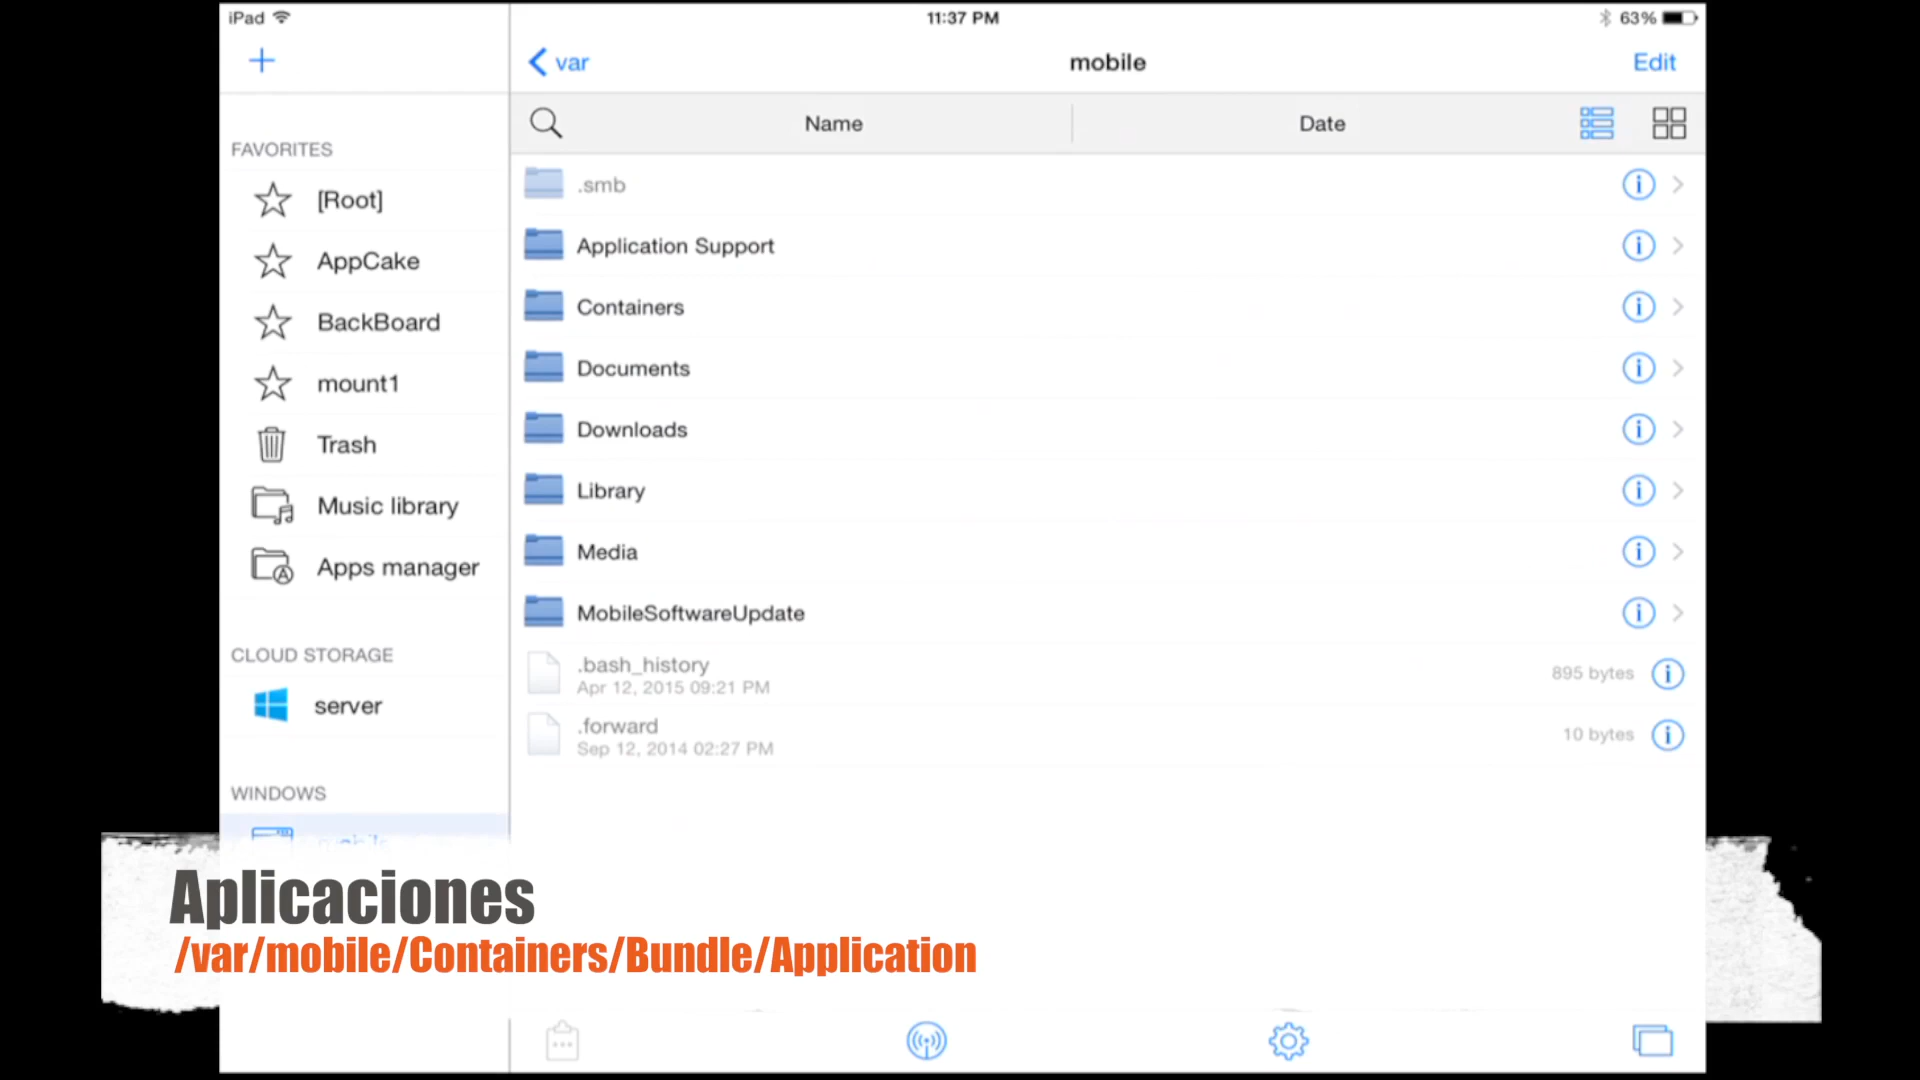 iPad
11:37 PM
63%
var
mobile
Edit
Name
Date
FAVORITES
[Root]
AppCake
BackBoard
mount1
Trash
Music library
Apps manager
CLOUD STORAGE
server
WINDOWS
.smb
Application Support
Containers
Documents
Downloads
Library
Media
MobileSoftwareUpdate
.bash_history
Apr 12, 2015 09:21 PM
895 bytes
.forward
Sep 12, 2014 02:27 PM
10 bytes
Aplicaciones
/var/mobile/Containers/Bundle/Application